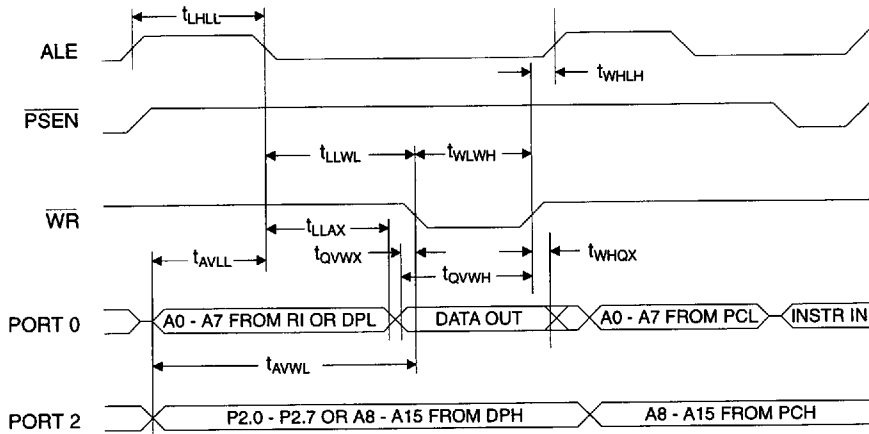 tLHLL
ALE
tWHLH
PSEN
tLLWL
tWLWH
WR
tLLAX
tAVLL
tQVWX
tWHQX
tQVWH
PORT 0
A0 - A7 FROM RI OR DPL
DATA OUT
A0 - A7 FROM PCL
INSTR IN
tAVWL
PORT 2
P2.0 - P2.7 OR A8 - A15 FROM DPH
A8 - A15 FROM PCH